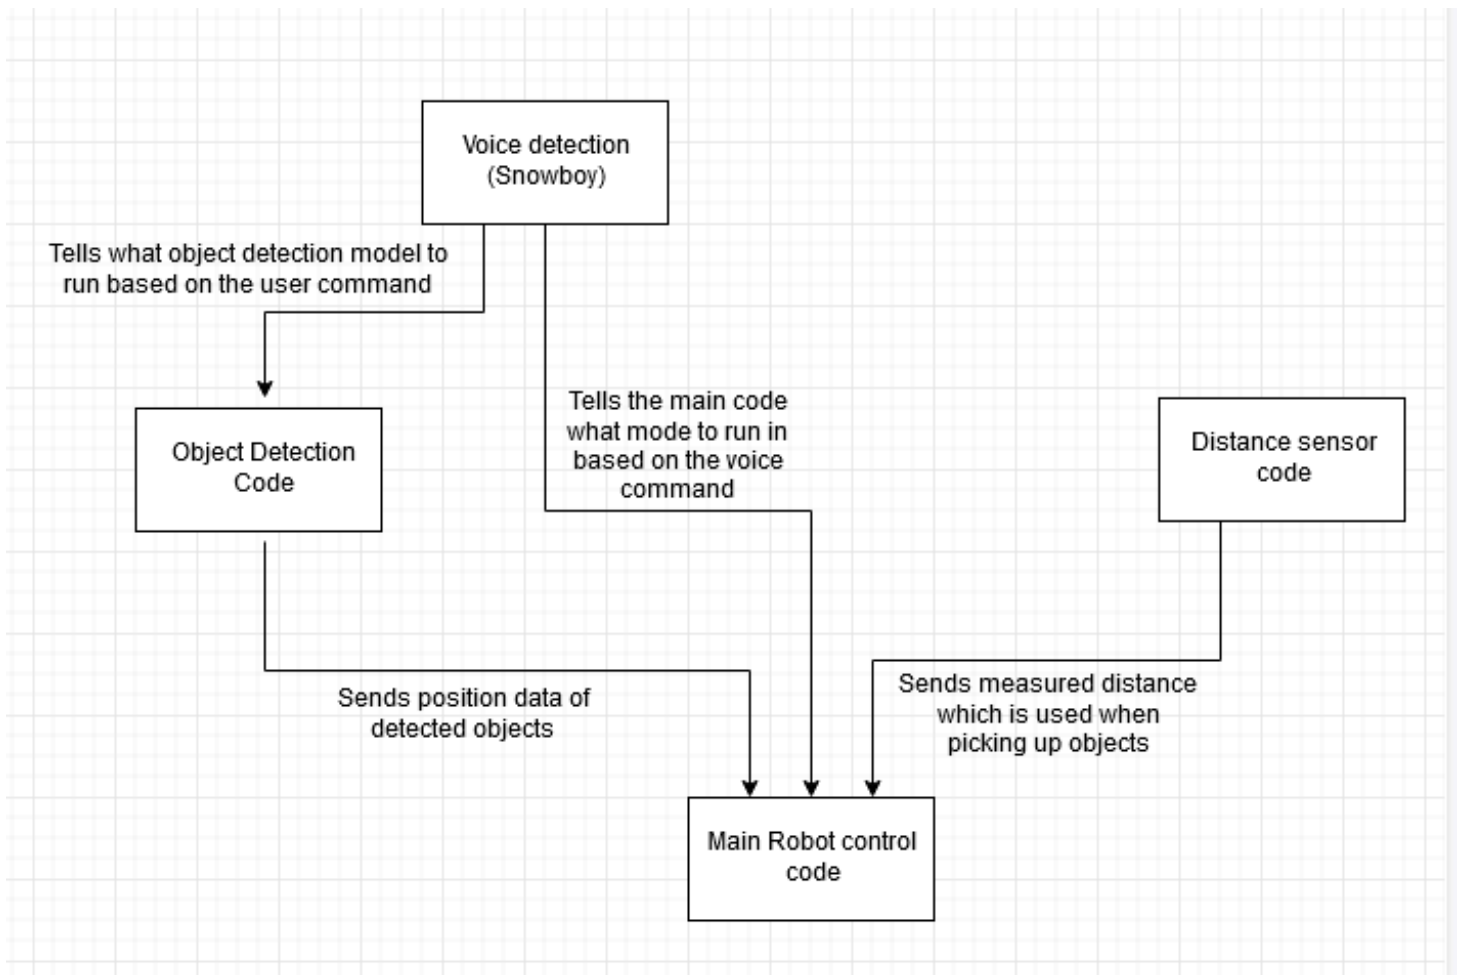 Voice detection
(Snowboy)
Tells what object detection model to
run based on the user command
Tells the main code
what mode to run in
based on the voice
command
Object Detection
Code
Distance sensor
code
Sends position data of
detected objects
Sends measured distance
which is used when
picking up objects
Main Robot control
code